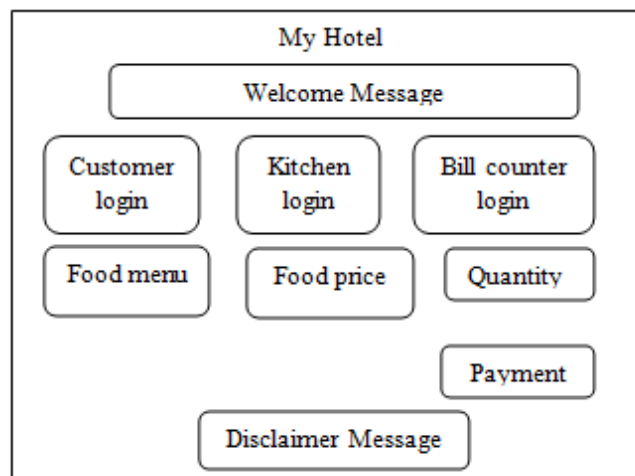 My Hotel
Welcome Message
Customer
login
Kitchen
login
Bill counter
login
Food menu
Food price
Quantity
Payment
Disclaimer Message